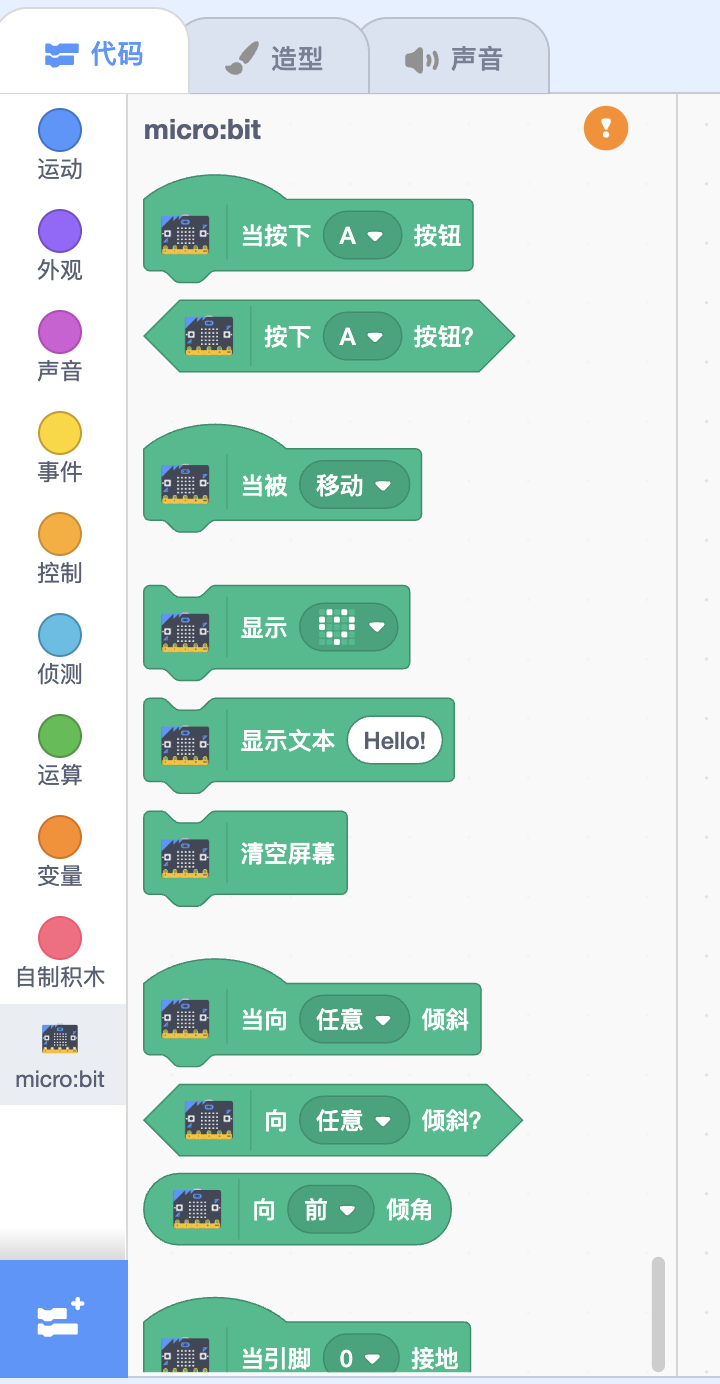 代码
造型
声音
运动
外观
声音
事件
控制
侦测
运算
变量
自制积木
micro:bit
micro:bit
当按下 A 按钮
按下 A 按钮?
当被 移动
显示
显示文本 Hello!
清空屏幕
当向 任意 倾斜
向 任意 倾斜?
向 前 倾角
当引脚 0 接地